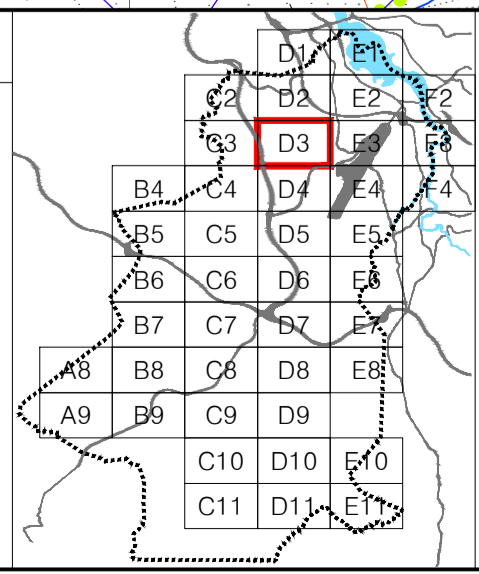 D1 E1
C2 D2 E2 F2
C3 D3 E3 F3
B4 C4 D4 E4 F4
B5 C5 D5 E5
B6 C6 D6 E6
B7 C7 D7 E7
A8 B8 C8 D8 E8
A9 B9 C9 D9
C10 D10 E10
C11 D11 E11